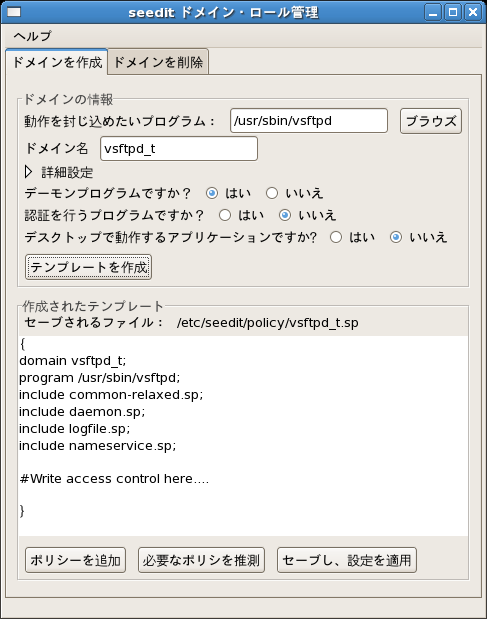 seedit ドメイン・ロール管理
ヘルプ
ドメインを作成 ドメインを削除
ドメインの情報
動作を封じ込めたいプログラム： /usr/sbin/vsftpd ブラウズ
ドメイン名 vsftpd_t
詳細設定
デーモンプログラムですか？ はい いいえ
認証を行うプログラムですか？ はい いいえ
デスクトップで動作するアプリケーションですか? はい いいえ
テンプレートを作成
作成されたテンプレート
セーブされるファイル： /etc/seedit/policy/vsftpd_t.sp
{
domain vsftpd_t;
program /usr/sbin/vsftpd;
include common-relaxed.sp;
include daemon.sp;
include logfile.sp;
include nameservice.sp;
#Write access control here....
}
ポリシーを追加 必要なポリシを推測 セーブし、設定を適用